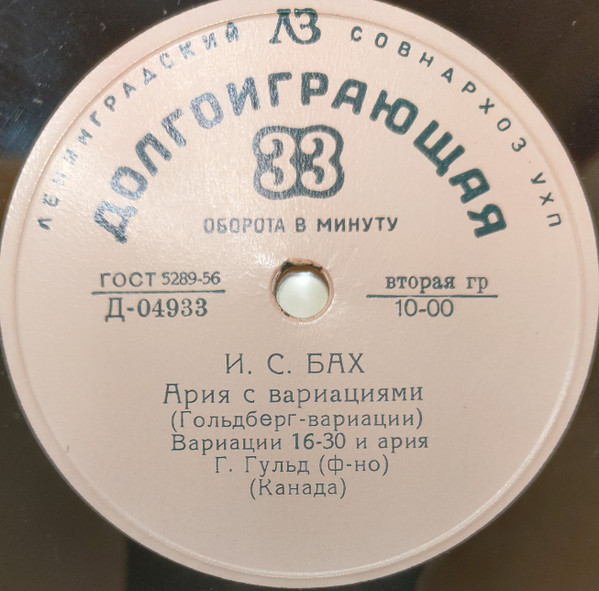 ЛЕНИНГРАДСКИЙ ЛЗ СОВНАРХОЗ УХП
ДОЛГОИГРАЮЩАЯ
33
ОБОРОТА В МИНУТУ
ГОСТ 5289-56
Д-04933
вторая гр
10-00
И. С. БАХ
Ария с вариациями
(Гольдберг-вариации)
Вариации 16-30 и ария
Г. Гульд (ф-но)
(Канада)